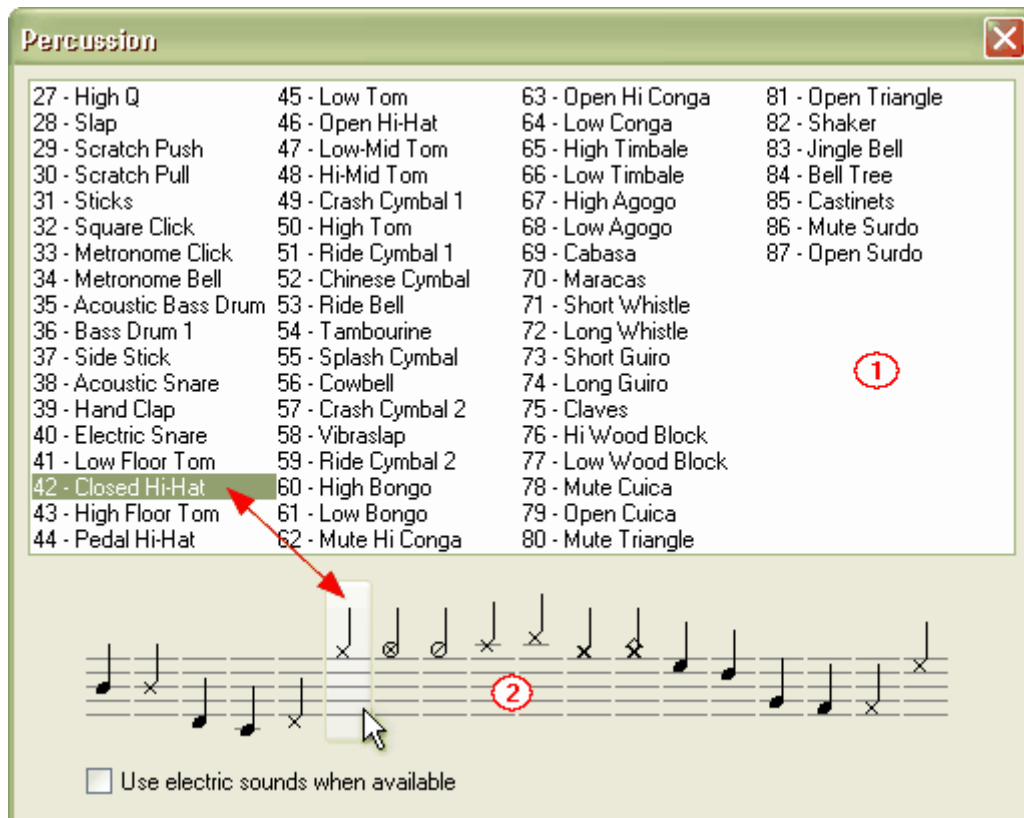 Percussion
27 - High Q
28 - Slap
29 - Scratch Push
30 - Scratch Pull
31 - Sticks
32 - Square Click
33 - Metronome Click
34 - Metronome Bell
35 - Acoustic Bass Drum
36 - Bass Drum 1
37 - Side Stick
38 - Acoustic Snare
39 - Hand Clap
40 - Electric Snare
41 - Low Floor Tom
42 - Closed Hi-Hat
43 - High Floor Tom
44 - Pedal Hi-Hat
45 - Low Tom
46 - Open Hi-Hat
47 - Low-Mid Tom
48 - Hi-Mid Tom
49 - Crash Cymbal 1
50 - High Tom
51 - Ride Cymbal 1
52 - Chinese Cymbal
53 - Ride Bell
54 - Tambourine
55 - Splash Cymbal
56 - Cowbell
57 - Crash Cymbal 2
58 - Vibraslap
59 - Ride Cymbal 2
60 - High Bongo
61 - Low Bongo
62 - Mute Hi Conga
63 - Open Hi Conga
64 - Low Conga
65 - High Timbale
66 - Low Timbale
67 - High Agogo
68 - Low Agogo
69 - Cabasa
70 - Maracas
71 - Short Whistle
72 - Long Whistle
73 - Short Guiro
74 - Long Guiro
75 - Claves
76 - Hi Wood Block
77 - Low Wood Block
78 - Mute Cuica
79 - Open Cuica
80 - Mute Triangle
81 - Open Triangle
82 - Shaker
83 - Jingle Bell
84 - Bell Tree
85 - Castinets
86 - Mute Surdo
87 - Open Surdo
1
2
Use electric sounds when available